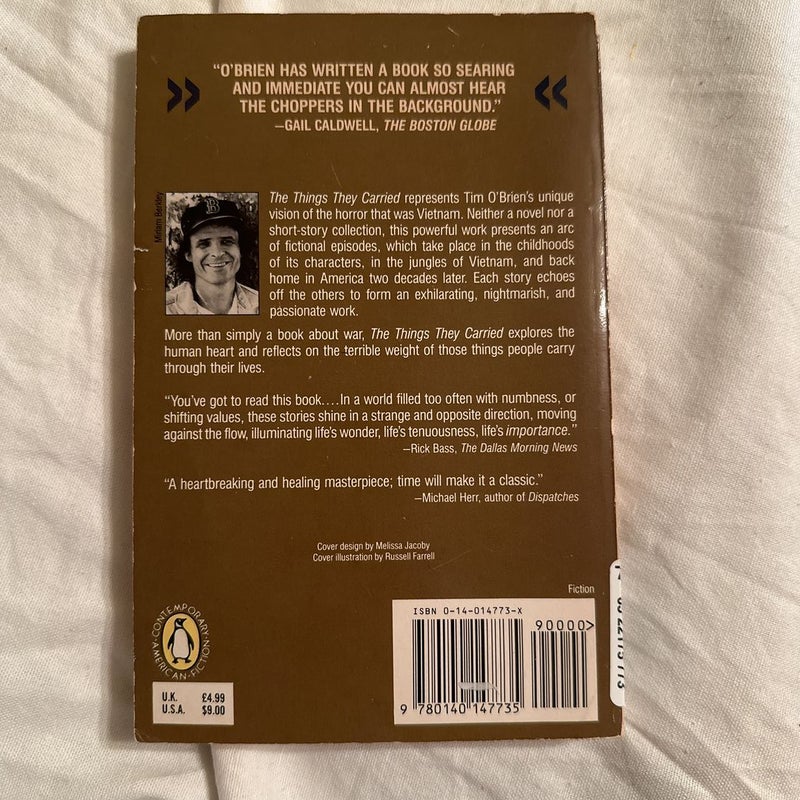 “O’BRIEN HAS WRITTEN A BOOK SO SEARING
AND IMMEDIATE YOU CAN ALMOST HEAR
THE CHOPPERS IN THE BACKGROUND.”
—GAIL CALDWELL, THE BOSTON GLOBE
Miriam Berkley
B
The Things They Carried represents Tim O’Brien’s unique
vision of the horror that was Vietnam. Neither a novel nor a
short-story collection, this powerful work presents an arc
of fictional episodes, which take place in the childhoods
of its characters, in the jungles of Vietnam, and back
home in America two decades later. Each story echoes
off the others to form an exhilarating, nightmarish, and
passionate work.
More than simply a book about war, The Things They Carried explores the
human heart and reflects on the terrible weight of those things people carry
through their lives.
“You’ve got to read this book....In a world filled too often with numbness, or
shifting values, these stories shine in a strange and opposite direction, moving
against the flow, illuminating life’s wonder, life’s tenuousness, life’s importance.”
—Rick Bass, The Dallas Morning News
“A heartbreaking and healing masterpiece; time will make it a classic.”
—Michael Herr, author of Dispatches
Cover design by Melissa Jacoby
Cover illustration by Russell Farrell
Fiction
CONTEMPORARY
AMERICAN FICTION
ISBN 0-14-014773-X
90000>
9 780140 147735
U.K. £4.99
U.S.A. $9.00